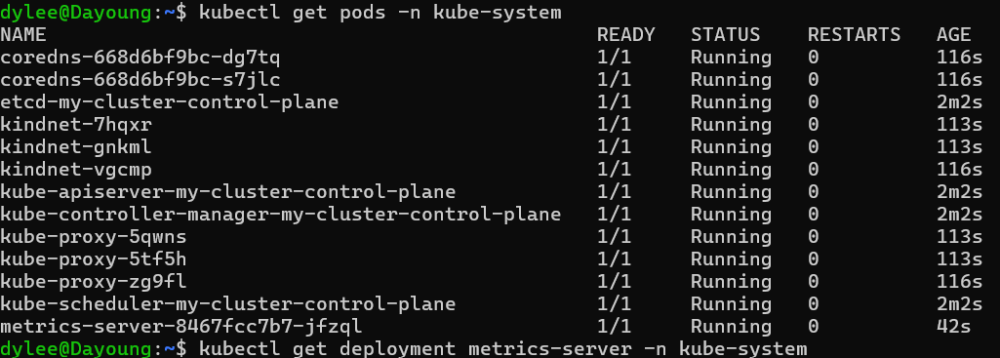 dylee@Dayoung:~$ kubectl get pods -n kube-system
NAME READY STATUS RESTARTS AGE
coredns-668d6bf9bc-dg7tq 1/1 Running 0 116s
coredns-668d6bf9bc-s7jlc 1/1 Running 0 116s
etcd-my-cluster-control-plane 1/1 Running 0 2m2s
kindnet-7hqxr 1/1 Running 0 113s
kindnet-gnkml 1/1 Running 0 113s
kindnet-vgcmp 1/1 Running 0 116s
kube-apiserver-my-cluster-control-plane 1/1 Running 0 2m2s
kube-controller-manager-my-cluster-control-plane 1/1 Running 0 2m2s
kube-proxy-5qwns 1/1 Running 0 113s
kube-proxy-5tf5h 1/1 Running 0 113s
kube-proxy-zg9fl 1/1 Running 0 116s
kube-scheduler-my-cluster-control-plane 1/1 Running 0 2m2s
metrics-server-8467fcc7b7-jfzql 1/1 Running 0 42s
dylee@Dayoung:~$ kubectl get deployment metrics-server -n kube-system